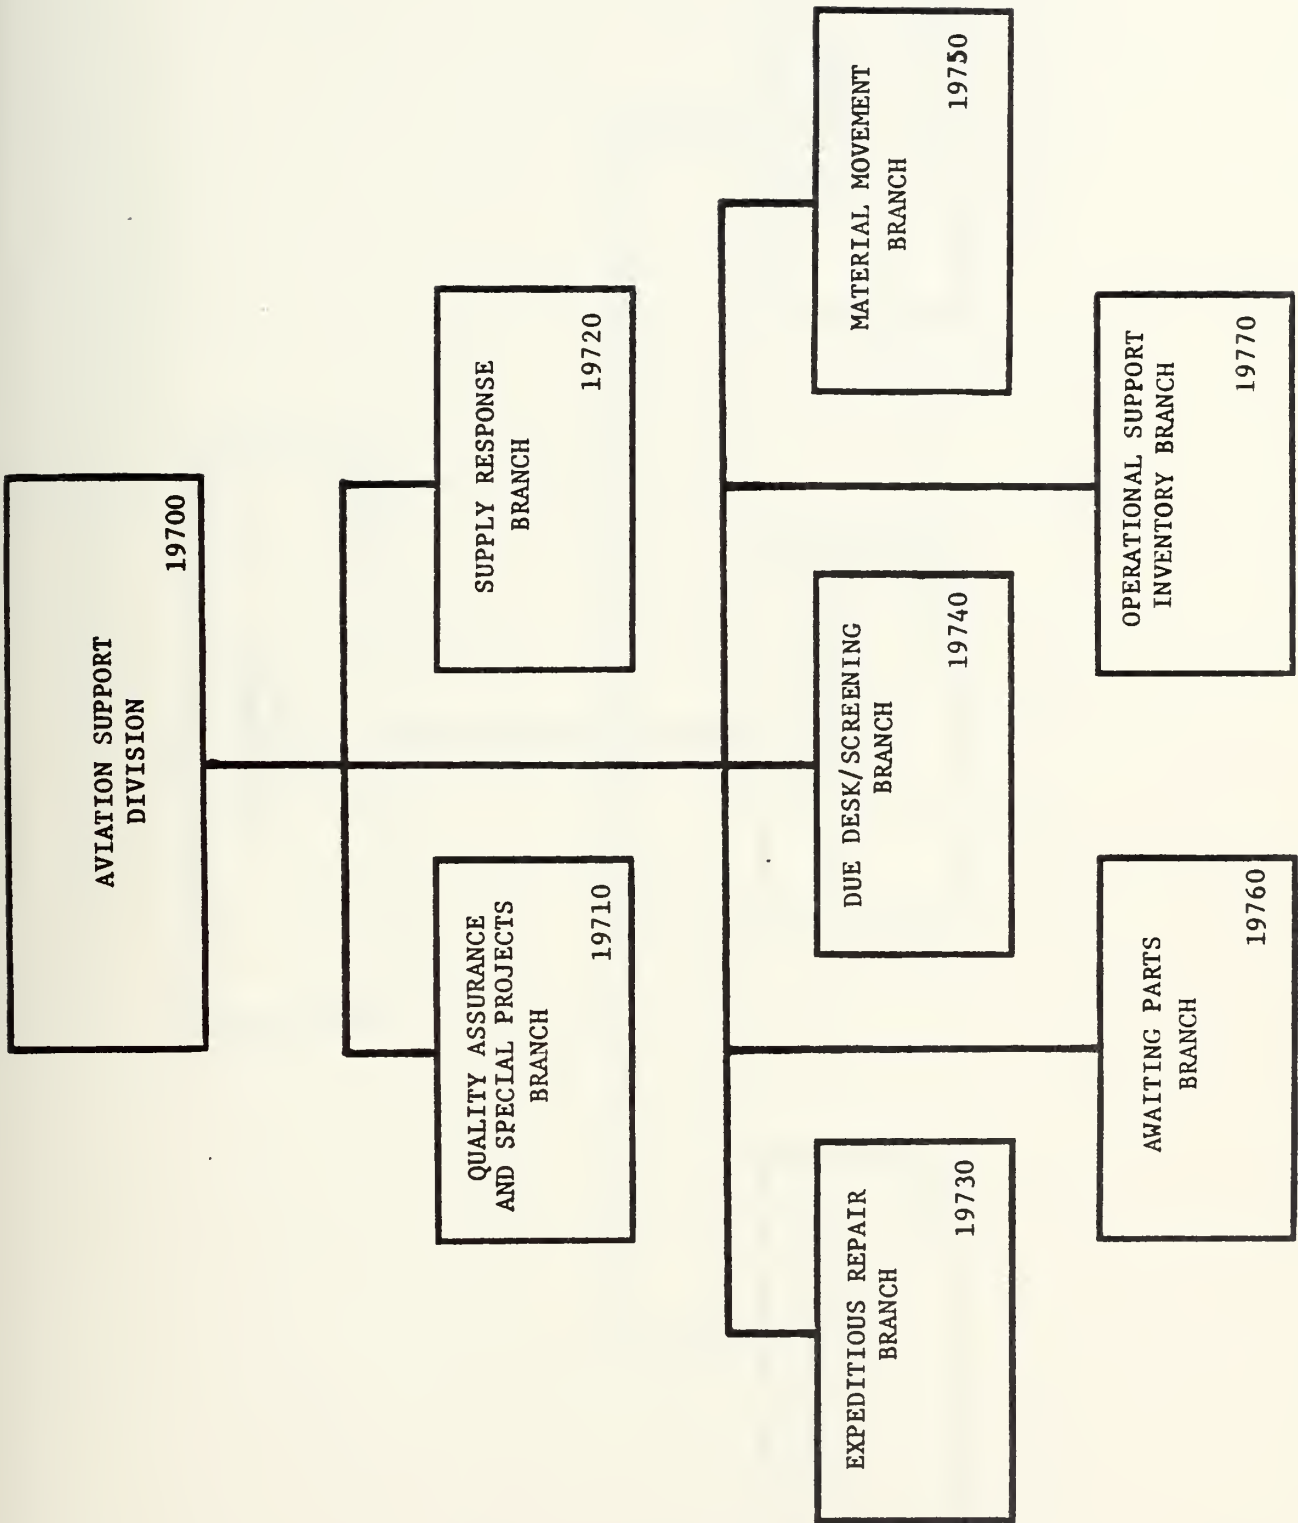 AVIATION SUPPORT
DIVISION
19700
QUALITY ASSURANCE
AND SPECIAL PROJECTS
BRANCH
19710
SUPPLY RESPONSE
BRANCH
19720
EXPEDITIOUS REPAIR
BRANCH
19730
DUE DESK/SCREENING
BRANCH
19740
MATERIAL MOVEMENT
BRANCH
19750
AWAITING PARTS
BRANCH
19760
OPERATIONAL SUPPORT
INVENTORY BRANCH
19770